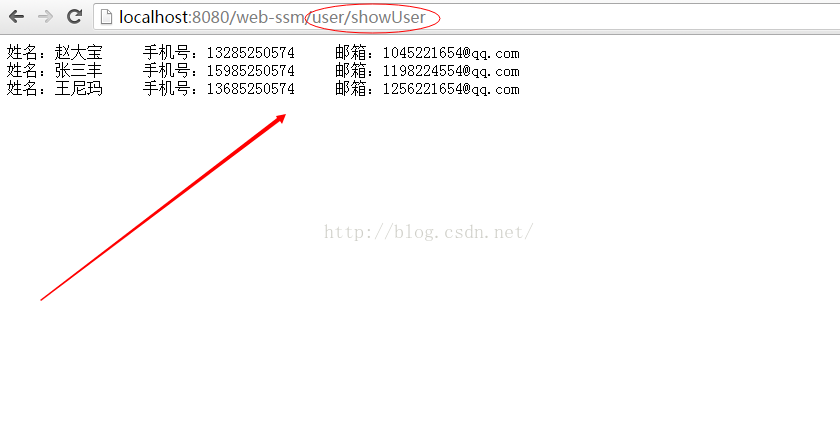 localhost:8080/web-ssm/user/showUser
姓名：赵大宝 手机号：13285250574 邮箱：1045221654@qq.com
姓名：张三丰 手机号：15985250574 邮箱：1198224554@qq.com
姓名：王尼玛 手机号：13685250574 邮箱：1256221654@qq.com
http://blog.csdn.net/